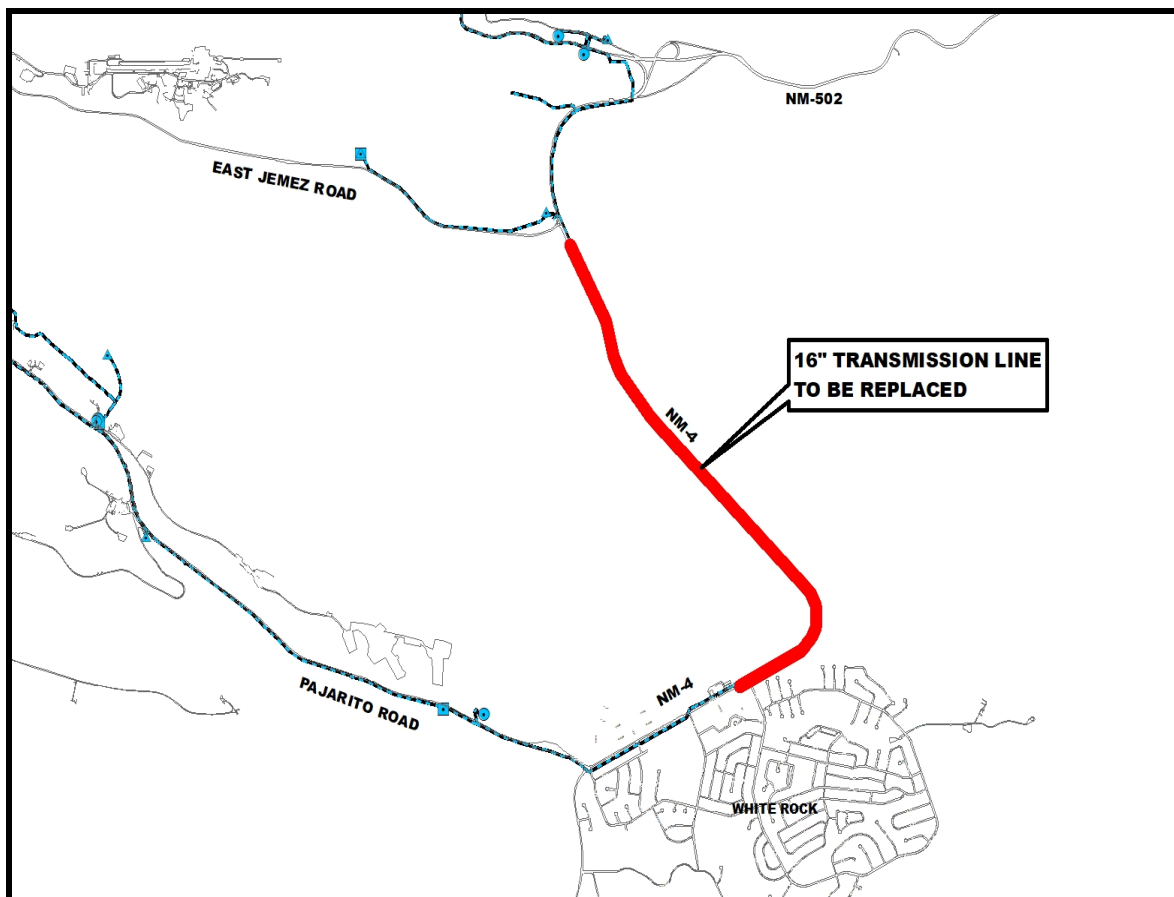 NM-502
EAST JEMEZ ROAD
16" TRANSMISSION LINE
TO BE REPLACED
NM-4
NM-4
PAJARITO ROAD
WHITE ROCK